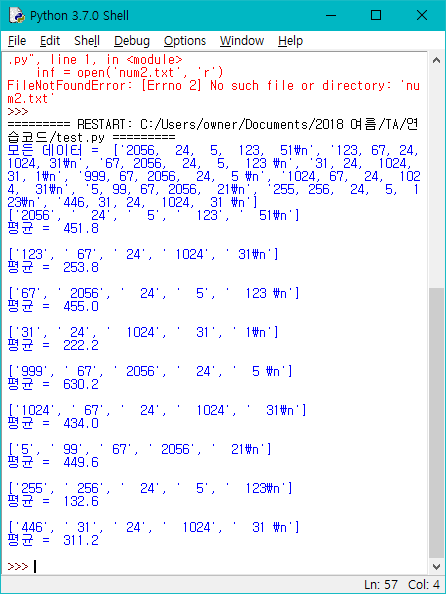 Python 3.7.0 Shell
File Edit Shell Debug Options Window Help
.py", line 1, in <module>
    inf = open('num2.txt', 'r')
FileNotFoundError: [Errno 2] No such file or directory: 'nu
m2.txt'
>>>
========= RESTART: C:/Users/owner/Documents/2018 여름/TA/연
습코드/test.py =========
모든 데이터 =  ['2056,  24,  5,  123,  51₩n', '123, 67, 24,
1024, 31₩n', '67, 2056,  24,  5,  123 ₩n', '31, 24,  1024,
31, 1₩n', '999, 67, 2056,  24,  5 ₩n', '1024, 67,  24,  102
4,  31₩n', '5, 99, 67, 2056,  21₩n', '255, 256,  24,  5,  1
23₩n', '446, 31, 24,  1024,  31 ₩n']
['2056', '  24', '  5', '  123', '  51₩n']
평균 =  451.8

['123', ' 67', ' 24', ' 1024', ' 31₩n']
평균 =  253.8

['67', ' 2056', '  24', '  5', '  123 ₩n']
평균 =  455.0

['31', ' 24', '  1024', ' 31', ' 1₩n']
평균 =  222.2

['999', ' 67', ' 2056', '  24', '  5 ₩n']
평균 =  630.2

['1024', ' 67', '  24', '  1024', '  31₩n']
평균 =  434.0

['5', ' 99', ' 67', ' 2056', '  21₩n']
평균 =  449.6

['255', ' 256', '  24', '  5', '  123₩n']
평균 =  132.6

['446', ' 31', ' 24', '  1024', '  31 ₩n']
평균 =  311.2

>>>
Ln: 57 Col: 4